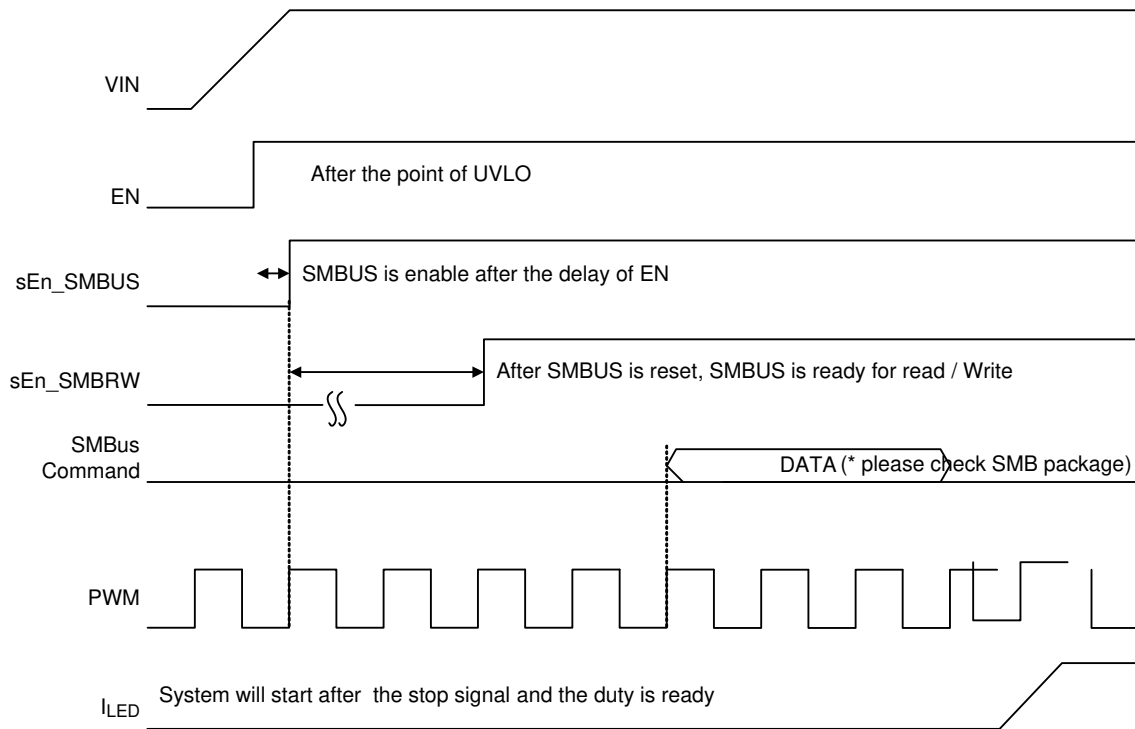 VIN
EN
After the point of UVLO
sEn_SMBUS
SMBUS is enable after the delay of EN
sEn_SMBRW
After SMBUS is reset, SMBUS is ready for read / Write
SMBus
Command
DATA (* please check SMB package)
PWM
ILED
System will start after the stop signal and the duty is ready